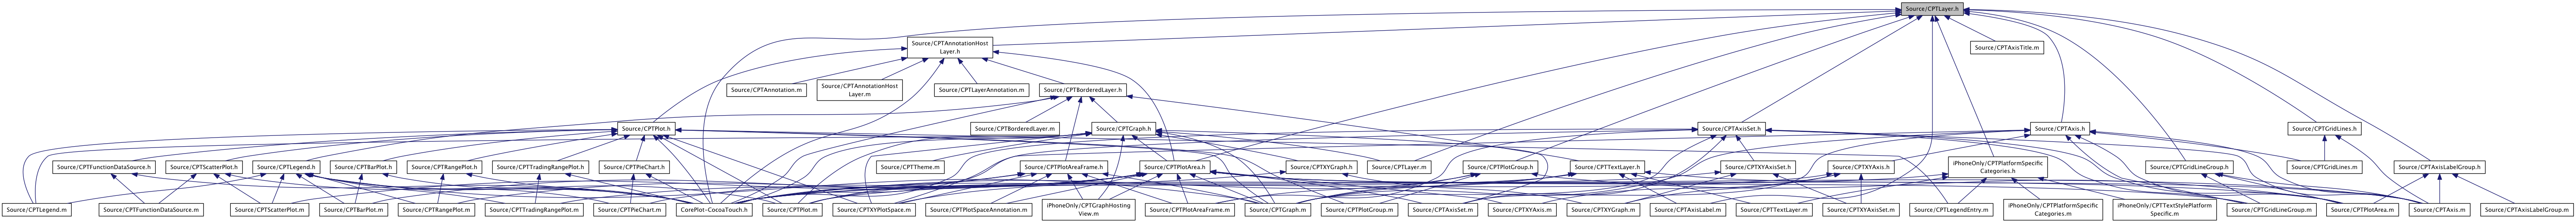 Source/CPTLayer.h
Source/CPTAnnotationHost
Layer.h
Source/CPTAxisTitle.m
Source/CPTAnnotation.m
Source/CPTAnnotationHost
Layer.m
Source/CPTLayerAnnotation.m
Source/CPTBorderedLayer.h
Source/CPTPlot.h
Source/CPTBorderedLayer.m
Source/CPTGraph.h
Source/CPTAxisSet.h
Source/CPTAxis.h
Source/CPTGridLines.h
Source/CPTFunctionDataSource.h
Source/CPTScatterPlot.h
Source/CPTLegend.h
Source/CPTBarPlot.h
Source/CPTRangePlot.h
Source/CPTTradingRangePlot.h
Source/CPTPieChart.h
Source/CPTTheme.m
Source/CPTPlotAreaFrame.h
Source/CPTPlotArea.h
Source/CPTXYGraph.h
Source/CPTLayer.m
Source/CPTPlotGroup.h
Source/CPTTextLayer.h
Source/CPTXYAxisSet.h
Source/CPTXYAxis.h
iPhoneOnly/CPTPlatformSpecific
Categories.h
Source/CPTGridLineGroup.h
Source/CPTGridLines.m
Source/CPTAxisLabelGroup.h
Source/CPTLegend.m
Source/CPTFunctionDataSource.m
Source/CPTScatterPlot.m
Source/CPTBarPlot.m
Source/CPTRangePlot.m
Source/CPTTradingRangePlot.m
Source/CPTPieChart.m
CorePlot-CocoaTouch.h
Source/CPTPlot.m
Source/CPTXYPlotSpace.m
Source/CPTPlotSpaceAnnotation.m
iPhoneOnly/CPTGraphHosting
View.m
Source/CPTPlotAreaFrame.m
Source/CPTGraph.m
Source/CPTPlotGroup.m
Source/CPTAxisSet.m
Source/CPTXYAxis.m
Source/CPTXYGraph.m
Source/CPTAxisLabel.m
Source/CPTTextLayer.m
Source/CPTXYAxisSet.m
Source/CPTLegendEntry.m
iPhoneOnly/CPTPlatformSpecific
Categories.m
iPhoneOnly/CPTTextStylePlatform
Specific.m
Source/CPTGridLineGroup.m
Source/CPTPlotArea.m
Source/CPTAxis.m
Source/CPTAxisLabelGroup.m